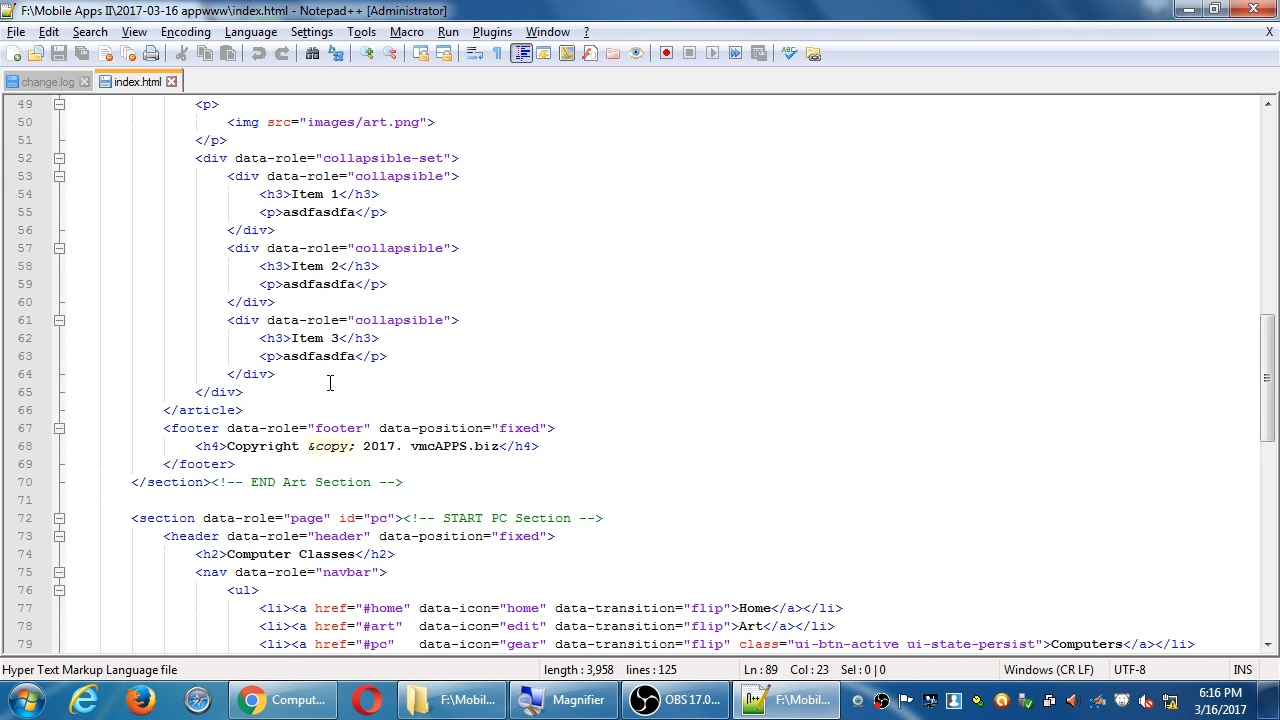 F:\Mobile Apps II\2017-03-16 appwww\index.html - Notepad++ [Administrator]
File Edit Search View Encoding Language Settings Tools Macro Run Plugins Window ? X
change.log index.html
49 <p>
50 <img src="images/art.png">
51 </p>
52 <div data-role="collapsible-set">
53 <div data-role="collapsible">
54 <h3>Item 1</h3>
55 <p>asdfasdfa</p>
56 </div>
57 <div data-role="collapsible">
58 <h3>Item 2</h3>
59 <p>asdfasdfa</p>
60 </div>
61 <div data-role="collapsible">
62 <h3>Item 3</h3>
63 <p>asdfasdfa</p>
64 </div>
65 </div>
66 </article>
67 <footer data-role="footer" data-position="fixed">
68 <h4>Copyright &copy; 2017. vmcAPPS.biz</h4>
69 </footer>
70 </section><!-- END Art Section -->
71
72 <section data-role="page" id="pc"><!-- START PC Section -->
73 <header data-role="header" data-position="fixed">
74 <h2>Computer Classes</h2>
75 <nav data-role="navbar">
76 <ul>
77 <li><a href="#home" data-icon="home" data-transition="flip">Home</a></li>
78 <li><a href="#art" data-icon="edit" data-transition="flip">Art</a></li>
79 <li><a href="#pc" data-icon="gear" data-transition="flip" class="ui-btn-active ui-state-persist">Computers</a></li>
Hyper Text Markup Language file length : 3,958 lines : 125 Ln : 89 Col : 23 Sel : 0 | 0 Windows (CR LF) UTF-8 INS
Comput... F:\Mobil... Magnifier OBS 17.0... F:\Mobil... 6:16 PM
3/16/2017